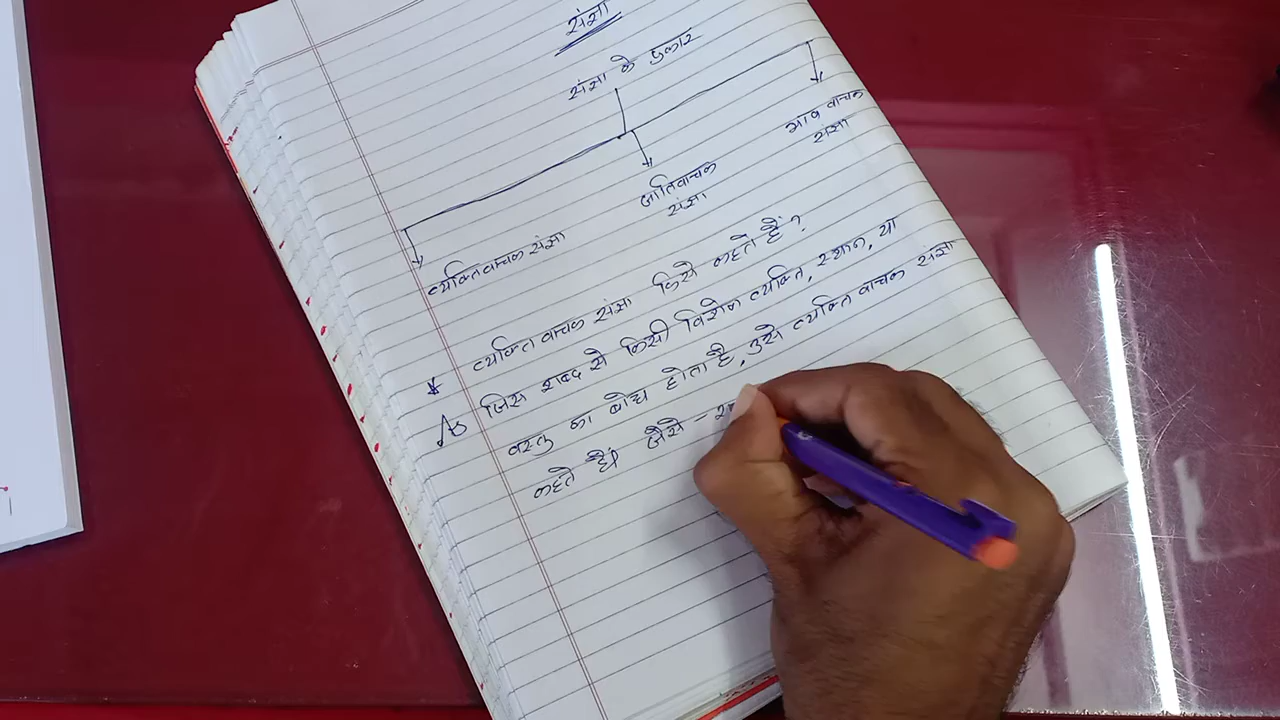 संज्ञा
संज्ञा के प्रकार
भाव वाचक
संज्ञा
जातिवाचक
संज्ञा
व्यक्तिवाचक संज्ञा
व्यक्ति वाचक संज्ञा किसे कहते हैं?
जिस शब्द से किसी विशेष व्यक्ति, स्थान, या
वस्तु का बोध होता है, उसे व्यक्ति वाचक संज्ञा
कहते हैं। जैसे -